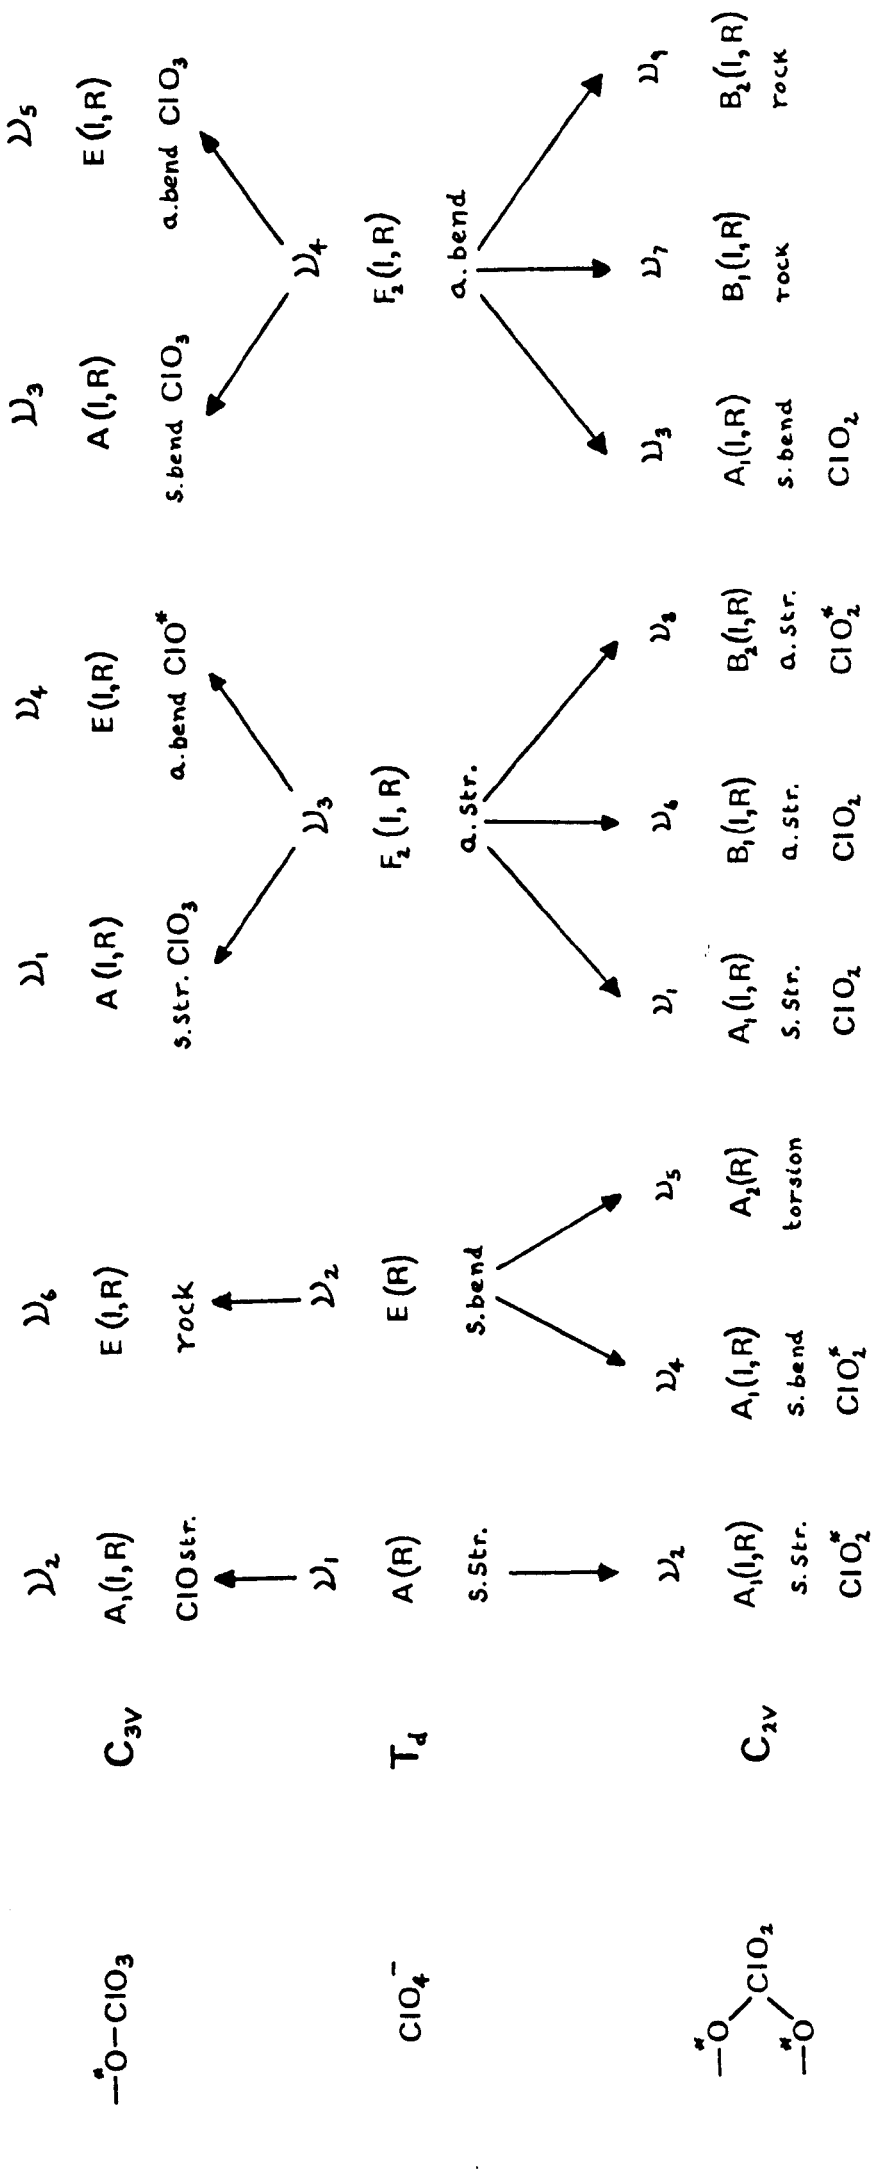 —*O–ClO₃ C₃ᵥ ν₂ ν₆ ν₁ ν₄ ν₃ ν₅
A₁(I,R) E(I,R) A(I,R) E(I,R) A(I,R) E(I,R)
ClO str. rock s.str. ClO₃ a.bend ClO* s.bend ClO₃ a.bend ClO₃
ClO₄⁻ T_d ν₁ ν₂ ν₃ ν₄
A(R) E(R) F₂(I,R) F₂(I,R)
s.str. s.bend a.str. a.bend
ν₂ ν₄ ν₅ ν₁ ν₆ ν₈ ν₃ ν₇ ν₉
—*O —*O ClO₂ C₂ᵥ A₁(I,R) A₁(I,R) A₂(R) A₁(I,R) B₁(I,R) B₂(I,R) A₁(I,R) B₁(I,R) B₂(I,R)
s.str. s.bend torsion s.str. a.str. a.str. s.bend rock rock
ClO₂* ClO₂* ClO₂ ClO₂ ClO₂* ClO₂